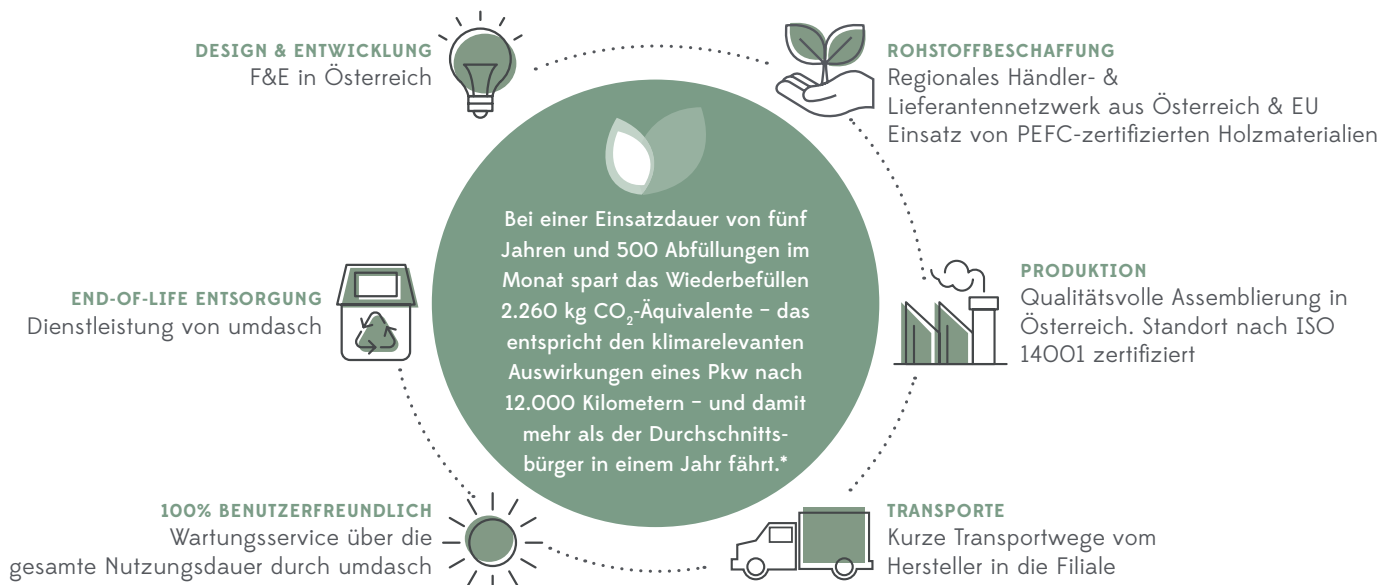 DESIGN & ENTWICKLUNG
F&E in Österreich
ROHSTOFFBESCHAFFUNG
Regionales Händler- &
Lieferantennetzwerk aus Österreich & EU
Einsatz von PEFC-zertifizierten Holzmaterialien
Bei einer Einsatzdauer von fünf
Jahren und 500 Abfüllungen im
Monat spart das Wiederbefüllen
2.260 kg CO₂-Äquivalente – das
entspricht den klimarelevanten
Auswirkungen eines Pkw nach
12.000 Kilometern – und damit
mehr als der Durchschnitts-
bürger in einem Jahr fährt.*
PRODUKTION
Qualitätsvolle Assemblierung in
Österreich. Standort nach ISO
14001 zertifiziert
TRANSPORTE
Kurze Transportwege vom
Hersteller in die Filiale
100% BENUTZERFREUNDLICH
Wartungsservice über die
gesamte Nutzungsdauer durch umdasch
END-OF-LIFE ENTSORGUNG
Dienstleistung von umdasch